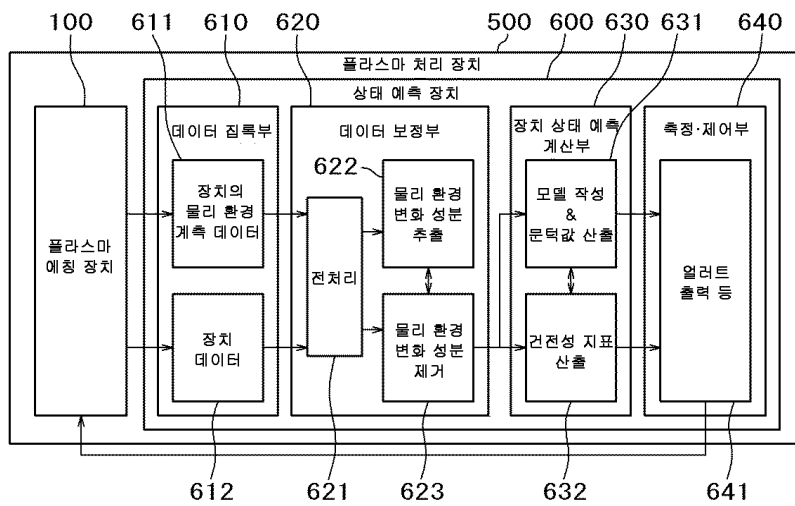 100
611
610
620
500
600
630
631
640
플라스마 처리 장치
상태 예측 장치
데이터 집록부
데이터 보정부
장치 상태 예측
계산부
측정·제어부
622
장치의
물리 환경
계측 데이터
물리 환경
변화 성분
추출
모델 작성
&
문턱값 산출
플라스마
에칭 장치
전처리
얼러트
출력 등
장치
데이터
물리 환경
변화 성분
제거
건전성 지표
산출
612
621
623
632
641